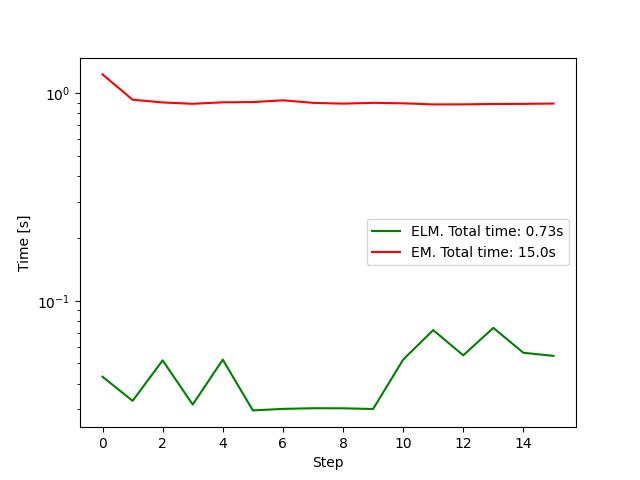 10⁰
10⁻¹
Time [s]
ELM. Total time: 0.73s
EM. Total time: 15.0s
0 2 4 6 8 10 12 14
Step